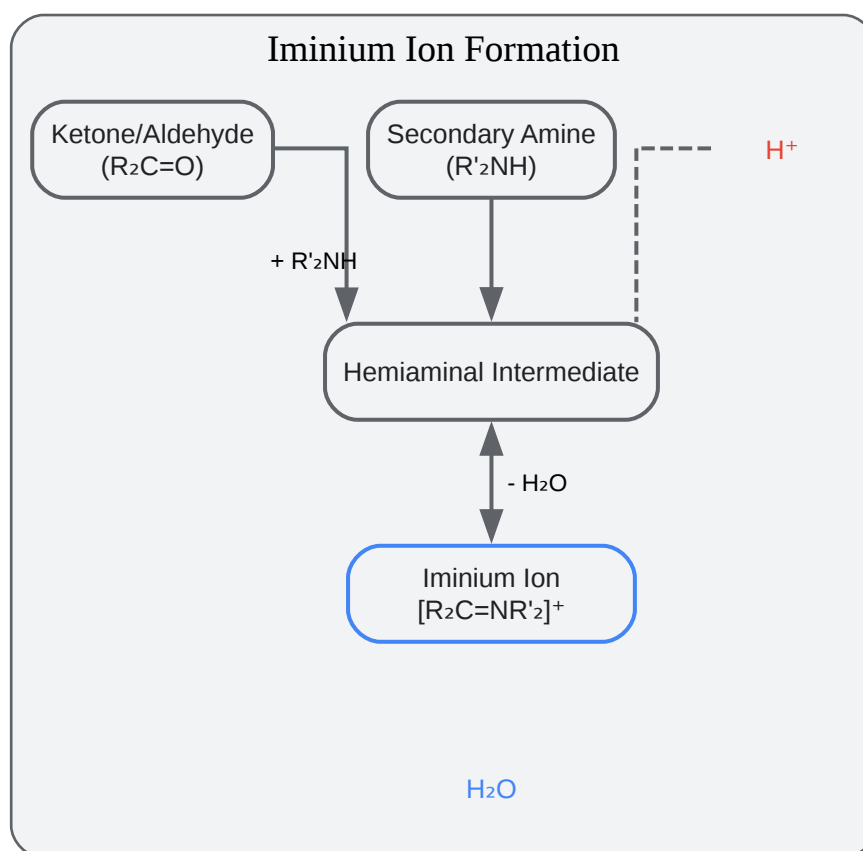 Iminium Ion Formation
Ketone/Aldehyde
(R₂C=O)
Secondary Amine
(R'₂NH)
H⁺
+ R'₂NH
Hemiaminal Intermediate
- H₂O
Iminium Ion
[R₂C=NR'₂]⁺
H₂O